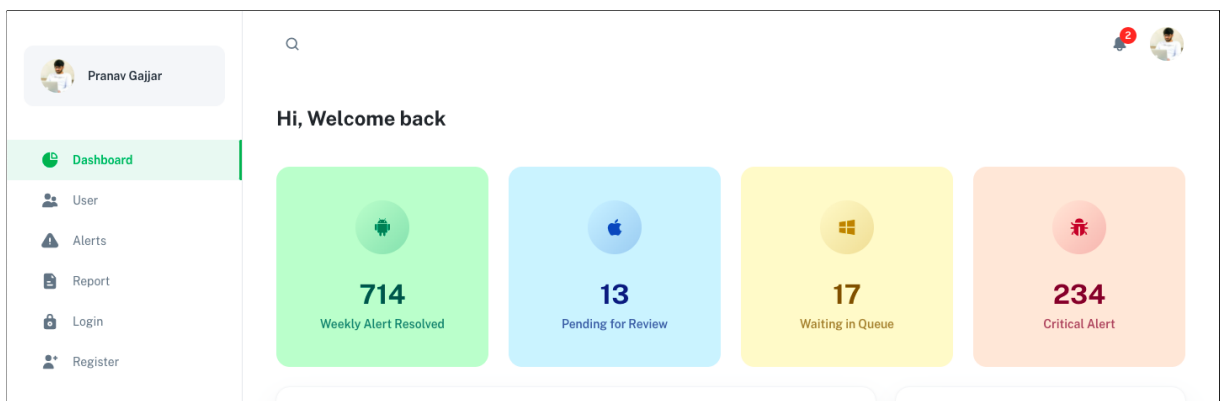 2
Pranav Gajjar
Hi, Welcome back
Dashboard
User
Alerts
Report
Login
Register
714
Weekly Alert Resolved
13
Pending for Review
17
Waiting in Queue
234
Critical Alert